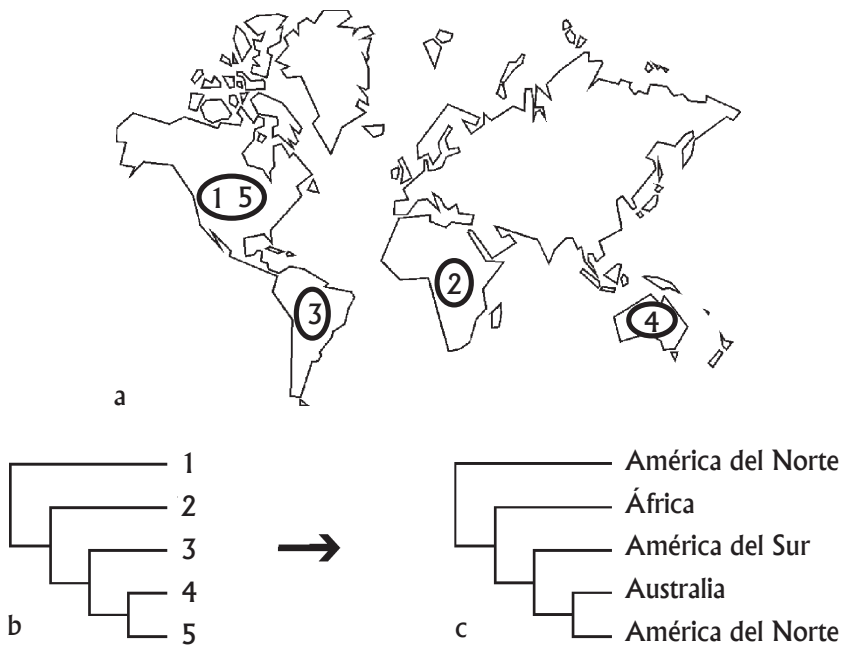 1 5
2
3
4
a
1
2
3
4
5
b
América del Norte
África
América del Sur
Australia
América del Norte
c